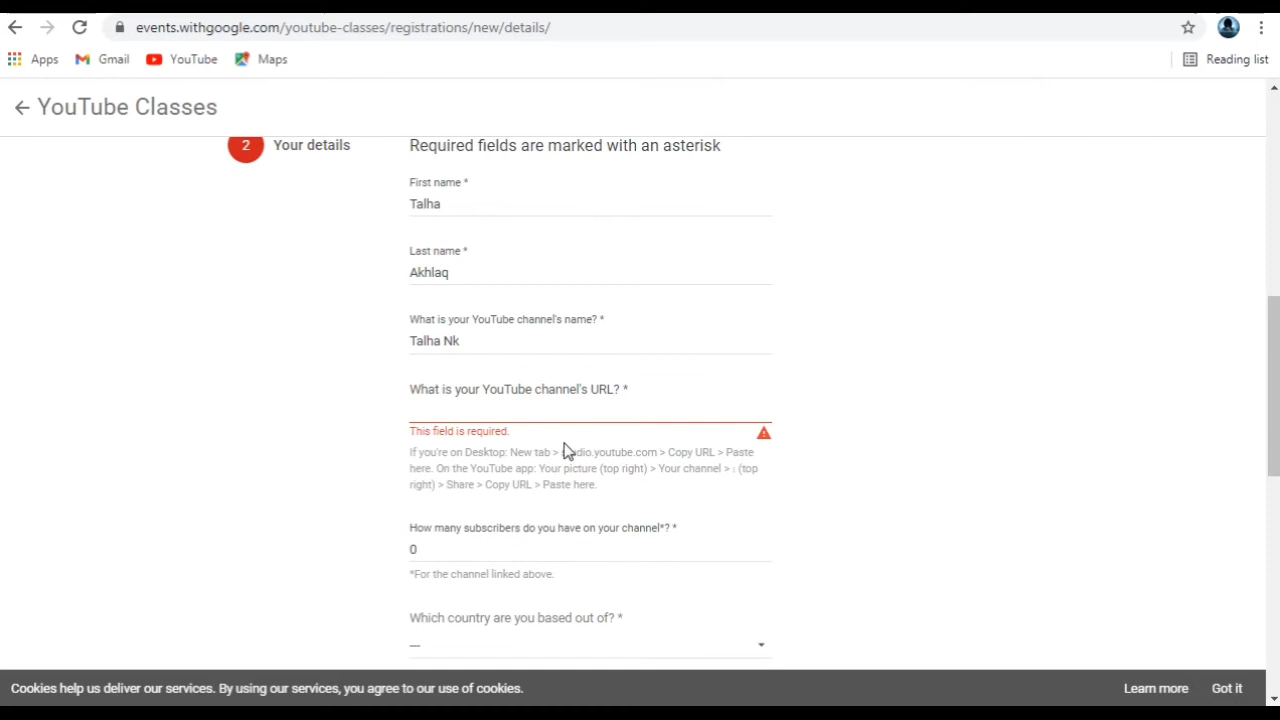 events.withgoogle.com/youtube-classes/registrations/new/details/
Apps Gmail YouTube Maps Reading list
YouTube Classes
2 Your details Required fields are marked with an asterisk
First name *
Talha
Last name *
Akhlaq
What is your YouTube channel's name? *
Talha Nk
What is your YouTube channel's URL? *
This field is required.
If you're on Desktop: New tab > dio.youtube.com > Copy URL > Paste
here. On the YouTube app: Your picture (top right) > Your channel > : (top
right) > Share > Copy URL > Paste here.
How many subscribers do you have on your channel*? *
0
*For the channel linked above.
Which country are you based out of? *
—
Cookies help us deliver our services. By using our services, you agree to our use of cookies. Learn more Got it